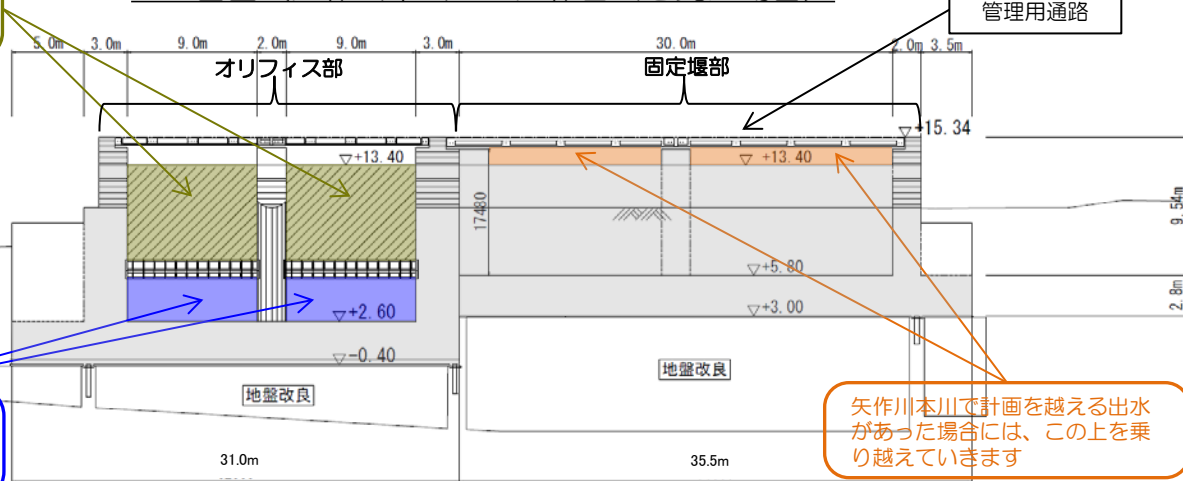 管理用通路
5.0m 3.0m 9.0m 2.0m 9.0m 3.0m 30.0m 2.0m 3.5m
オリフィス部 固定堰部
▽+15.34
▽+13.40 ▽+13.40
9.54m
17480
▽+5.80
2.8m
▽+2.60 ▽+3.00
▽-0.40
地盤改良 地盤改良
矢作川本川で計画を越える出水
があった場合には、この上を乗
り越えていきます
31.0m 35.5m